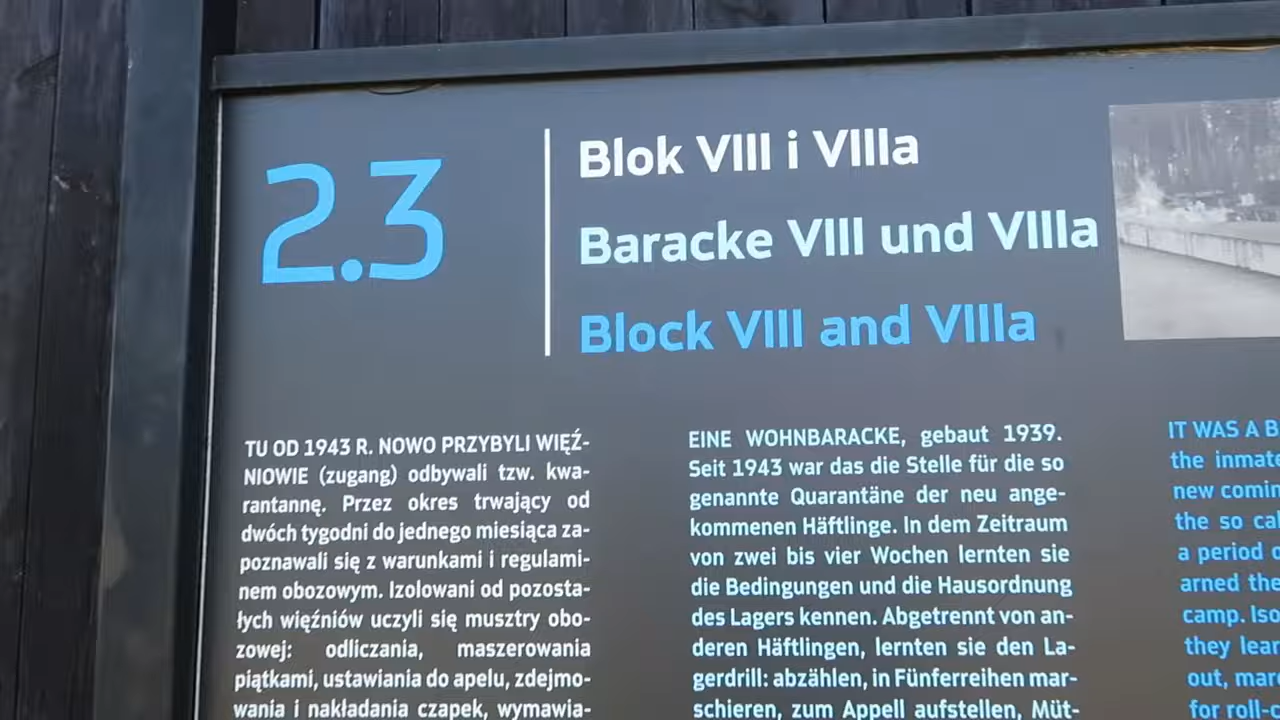 2.3
Blok VIII i VIIIa
Baracke VIII und VIIIa
Block VIII and VIIIa
TU OD 1943 R. NOWO PRZYBYLI WIĘŹ-
NIOWIE (zugang) odbywali tzw. kwa-
rantannę. Przez okres trwający od
dwóch tygodni do jednego miesiąca za-
poznawali się z warunkami i regulami-
nem obozowym. Izolowani od pozosta-
łych więźniów uczyli się musztry obo-
zowej: odliczania, maszerowania
piątkami, ustawiania do apelu, zdejmo-
wania i nakładania czapek, wymawia-
EINE WOHNBARACKE, gebaut 1939.
Seit 1943 war das die Stelle für die so
genannte Quarantäne der neu ange-
kommenen Häftlinge. In dem Zeitraum
von zwei bis vier Wochen lernten sie
die Bedingungen und die Hausordnung
des Lagers kennen. Abgetrennt von an-
deren Häftlingen, lernten sie den La-
gerdrill: abzählen, in Fünferreihen mar-
schieren, zum Appell aufstellen, Müt-
IT WAS A B
the inmate
new comin
the so cal
a period o
arned the
camp. Iso
they lear
out, marc
for roll-c